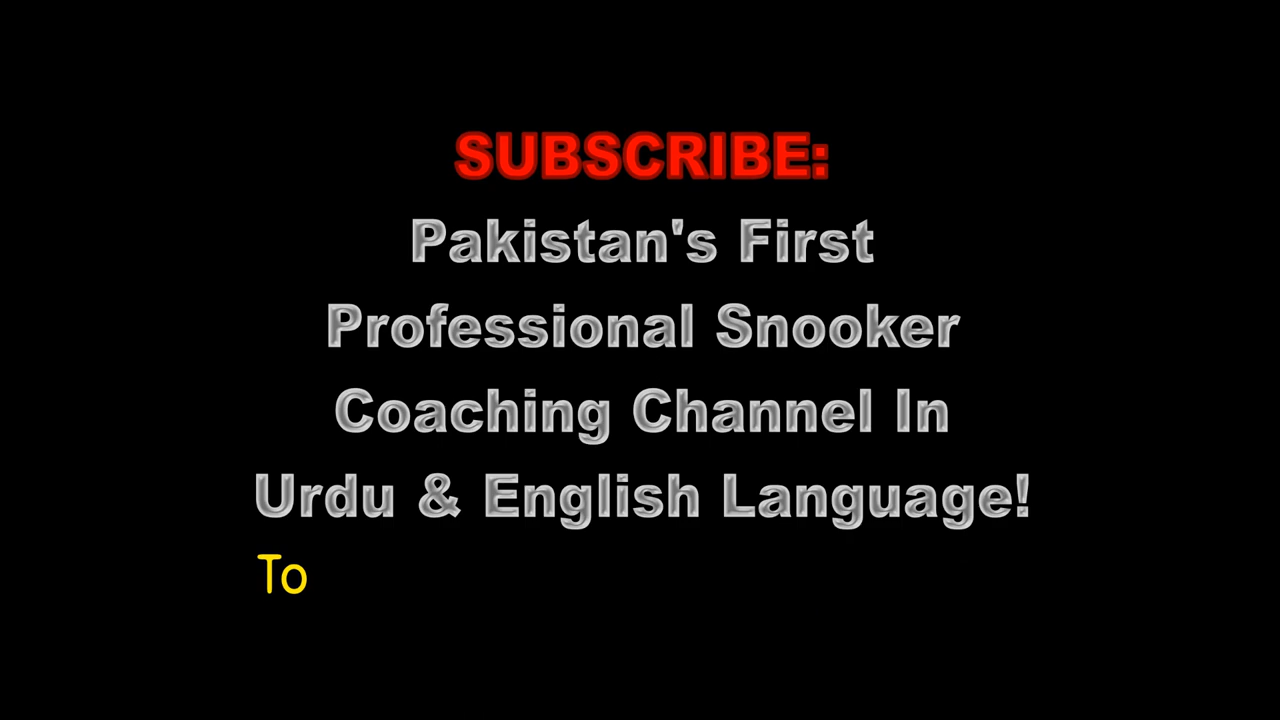 SUBSCRIBE:
Pakistan's First
Professional Snooker
Coaching Channel In
Urdu & English Language!
To